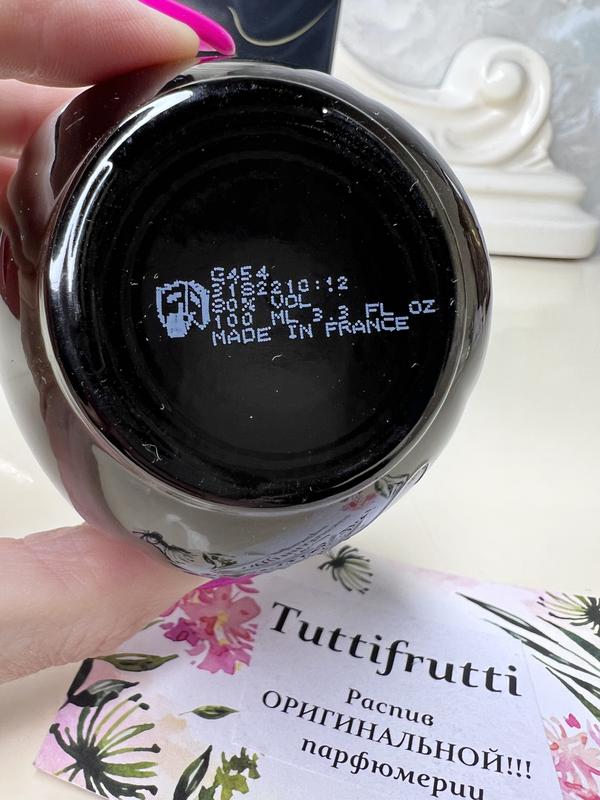 G454
3182210:12
80% VOL
100 ML 3.3 FL OZ
MADE IN FRANCE
Tuttifrutti
Распив
ОРИГИНАЛЬНОЙ!!!
парфюмерии